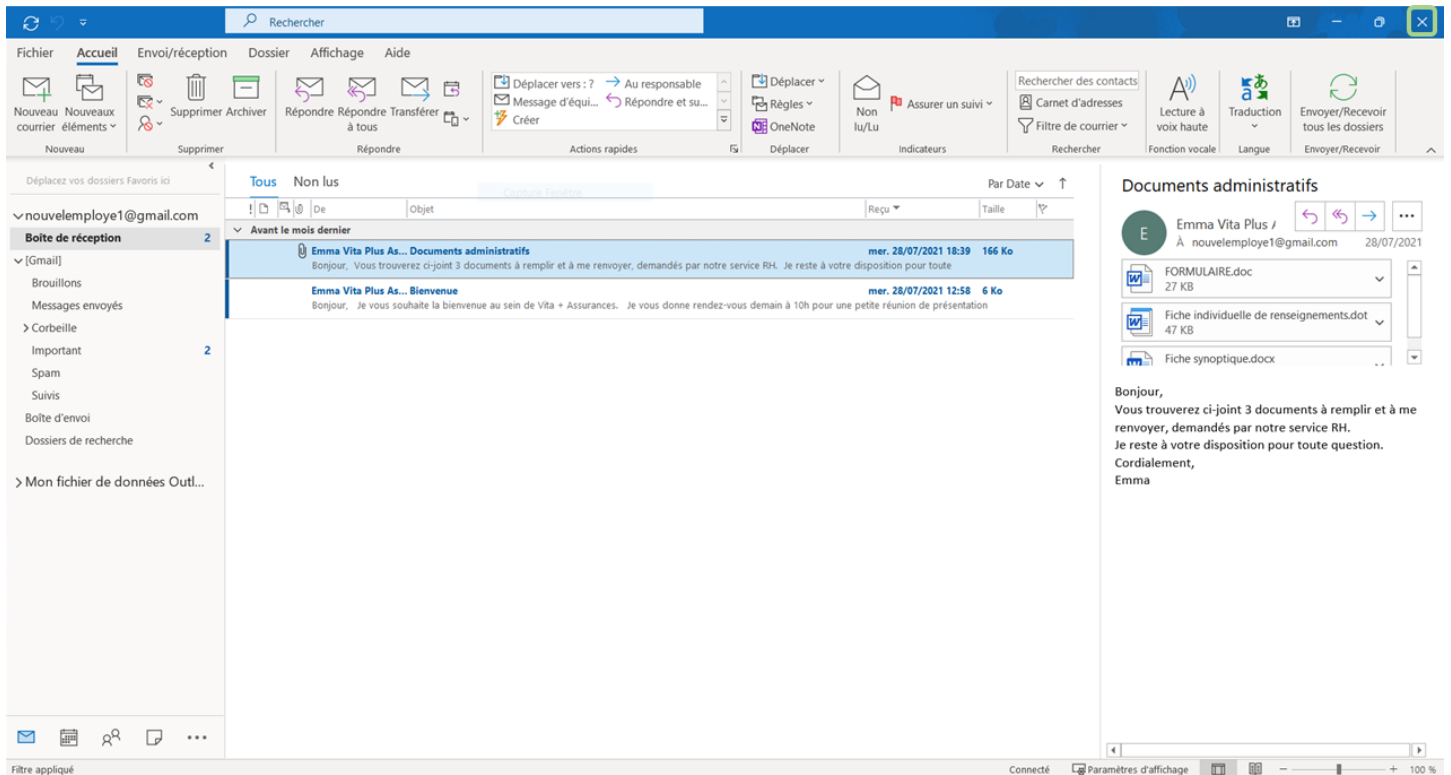 Rechercher
Fichier Accueil Envoi/réception Dossier Affichage Aide
Nouveau courrier
Nouveaux éléments
Nouveau
Supprimer
Archiver
Supprimer
Répondre
Répondre à tous
Transférer
Répondre
Déplacer vers : ?
Au responsable
Message d'équi...
Répondre et su...
Créer
Actions rapides
Déplacer
Règles
OneNote
Déplacer
Non lu/Lu
Assurer un suivi
Indicateurs
Rechercher des contacts
Carnet d'adresses
Filtre de courrier
Rechercher
Lecture à voix haute
Fonction vocale
Traduction
Langue
Envoyer/Recevoir tous les dossiers
Envoyer/Recevoir
Déplacez vos dossiers Favoris ici
nouvelemploye1@gmail.com
Boîte de réception 2
[Gmail]
Brouillons
Messages envoyés
Corbeille
Important 2
Spam
Suivis
Boîte d'envoi
Dossiers de recherche
Mon fichier de données Outl...
Tous Non lus
Capture Fenêtre
Par Date
! De Objet Reçu Taille
Avant le mois dernier
Emma Vita Plus As... Documents administratifs mer. 28/07/2021 18:39 166 Ko
Bonjour, Vous trouverez ci-joint 3 documents à remplir et à me renvoyer, demandés par notre service RH. Je reste à votre disposition pour toute
Emma Vita Plus As... Bienvenue mer. 28/07/2021 12:58 6 Ko
Bonjour, Je vous souhaite la bienvenue au sein de Vita + Assurances. Je vous donne rendez-vous demain à 10h pour une petite réunion de présentation
Documents administratifs
E
Emma Vita Plus
À nouvelemploye1@gmail.com 28/07/2021
FORMULAIRE.doc
27 KB
Fiche individuelle de renseignements.dot
47 KB
Fiche synoptique.docx
Bonjour,
Vous trouverez ci-joint 3 documents à remplir et à me
renvoyer, demandés par notre service RH.
Je reste à votre disposition pour toute question.
Cordialement,
Emma
Filtre appliqué
Connecté Paramètres d'affichage 100 %